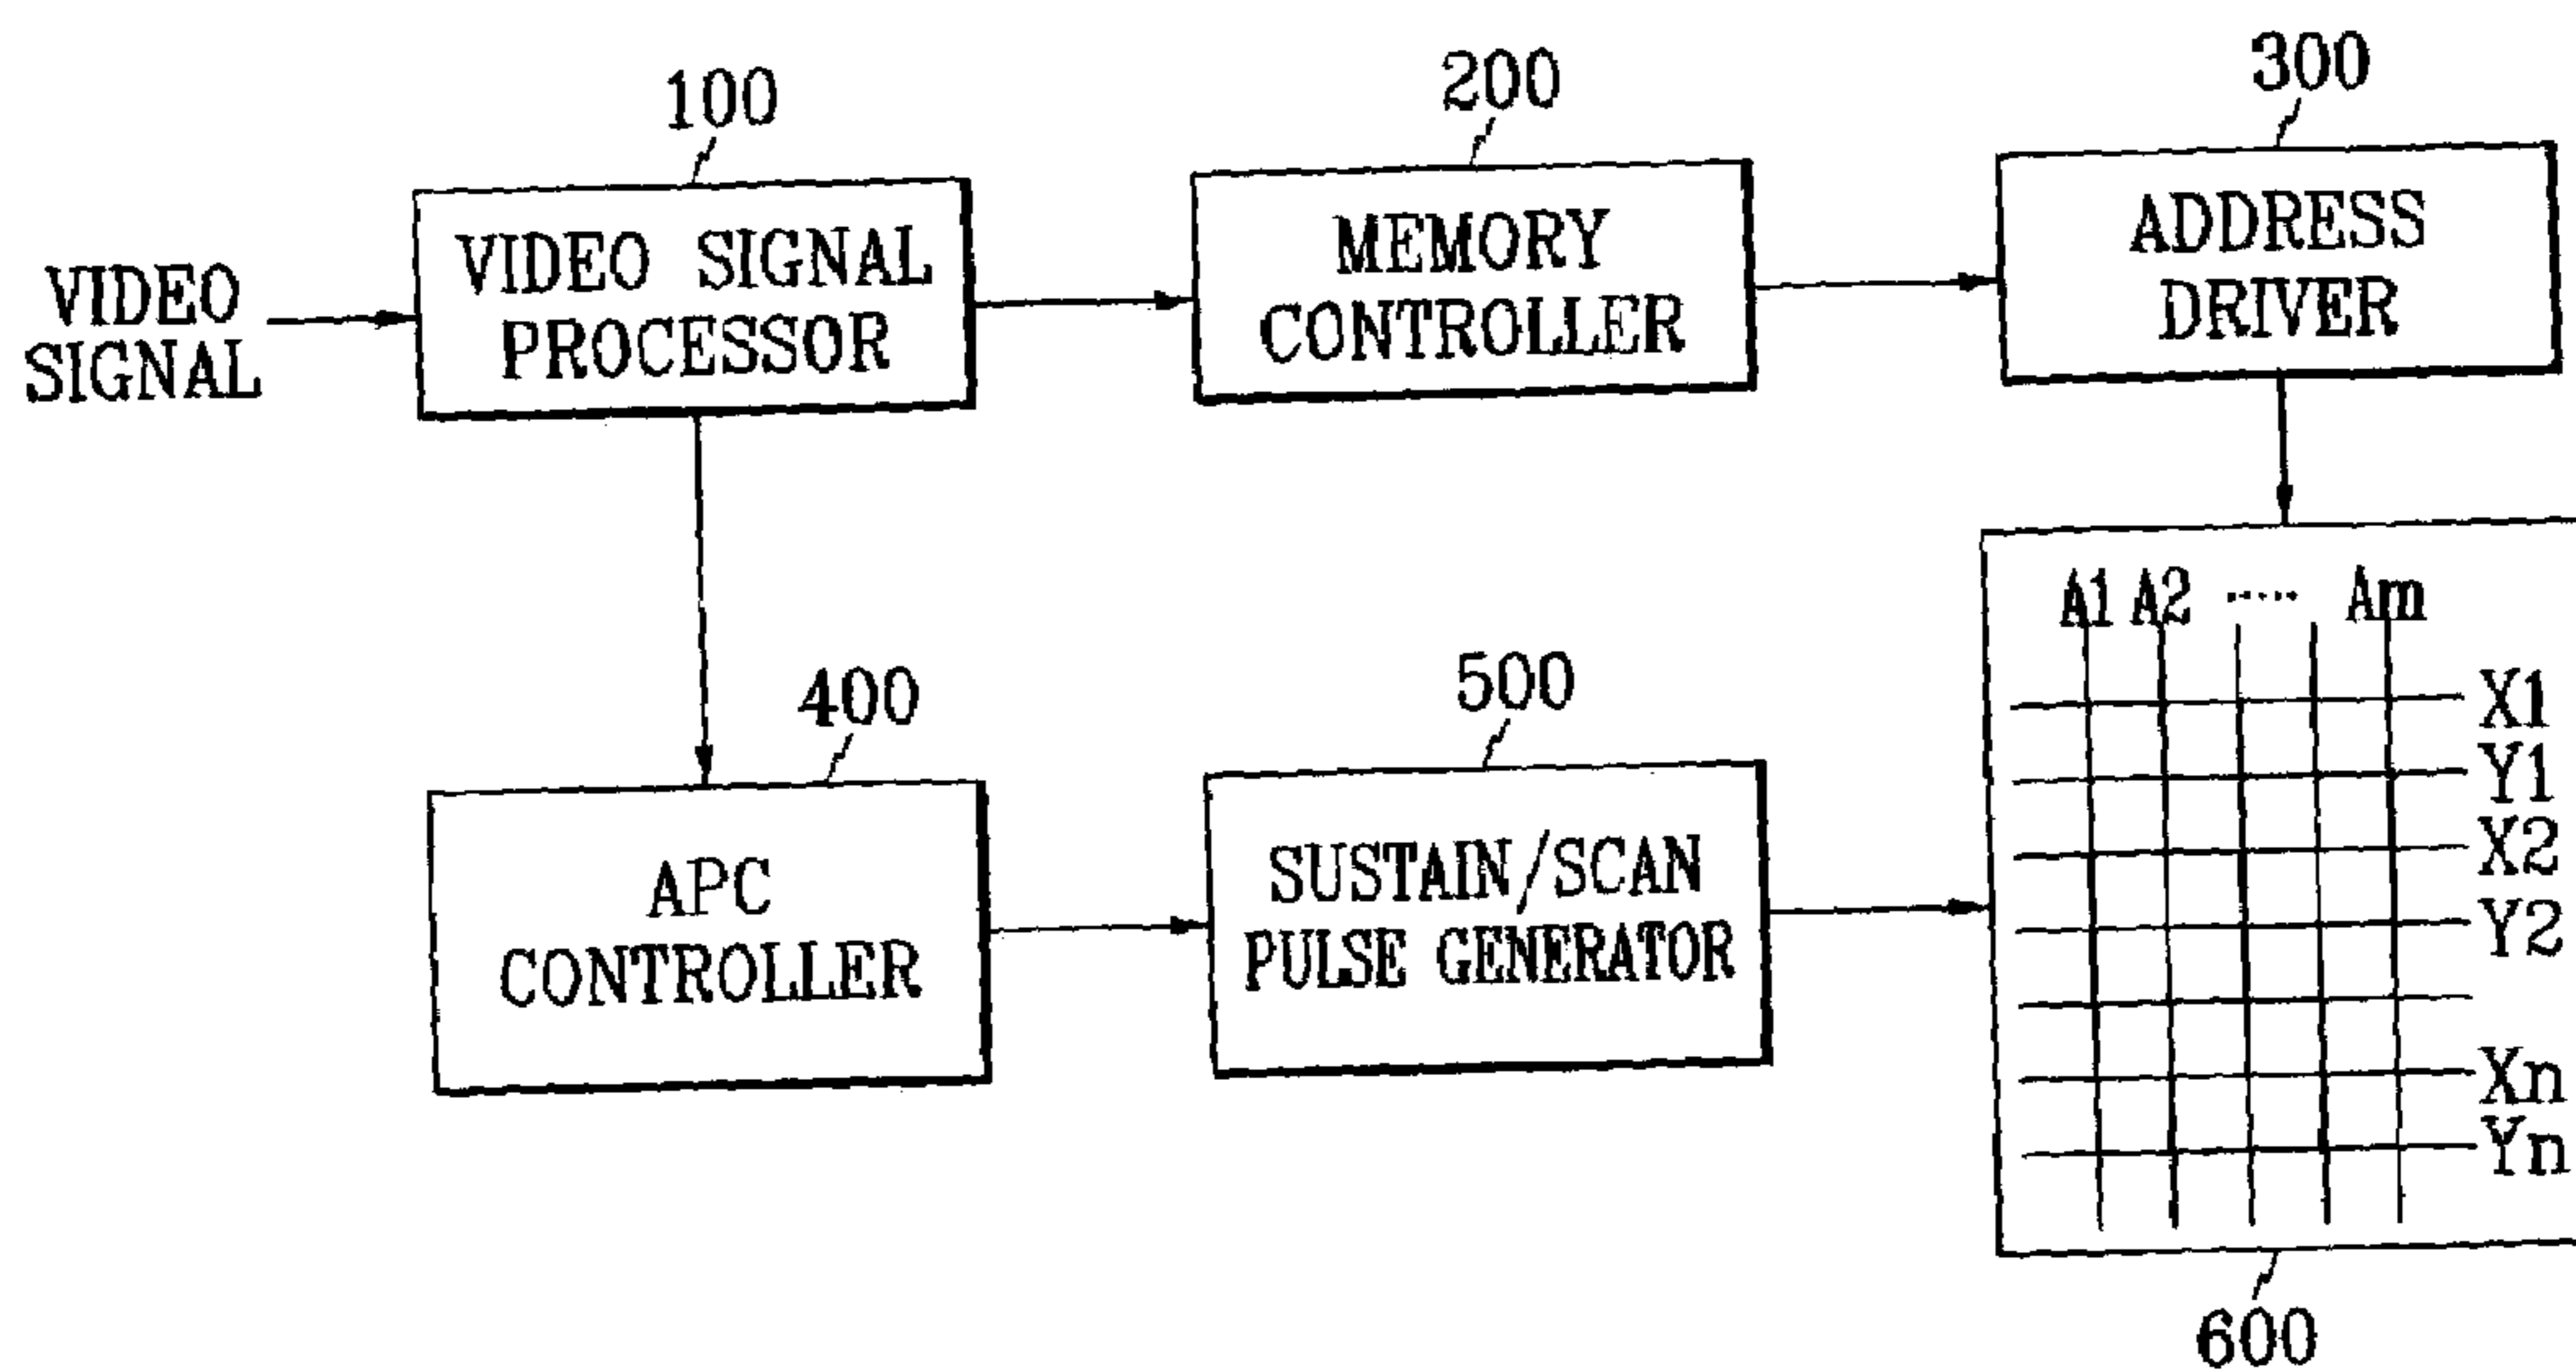 100
200
300
VIDEO
SIGNAL
VIDEO SIGNAL
PROCESSOR
MEMORY
CONTROLLER
ADDRESS
DRIVER
400
500
APC
CONTROLLER
SUSTAIN/SCAN
PULSE GENERATOR
A1 A2 ····· Am
X1
Y1
X2
Y2
Xn
Yn
600